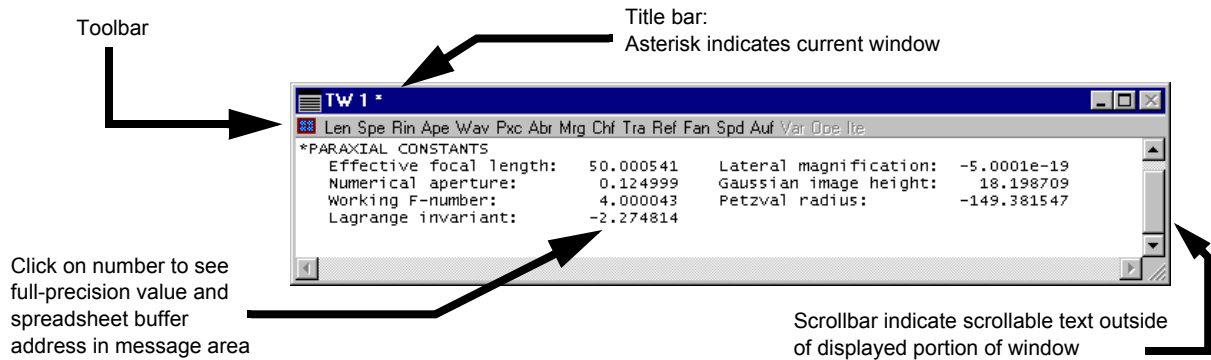 Toolbar
Title bar:
Asterisk indicates current window
TW 1 *
Len Spe Rin Ape Wav Pxc Abr Mrg Chf Tra Ref Fan Spd Auf Var Ope Ite
*PARAXIAL CONSTANTS
Effective focal length: 50.000541 Lateral magnification: -5.0001e-19
Numerical aperture: 0.124999 Gaussian image height: 18.198709
Working F-number: 4.000043 Petzval radius: -149.381547
Lagrange invariant: -2.274814
Click on number to see
full-precision value and
spreadsheet buffer
address in message area
Scrollbar indicate scrollable text outside
of displayed portion of window